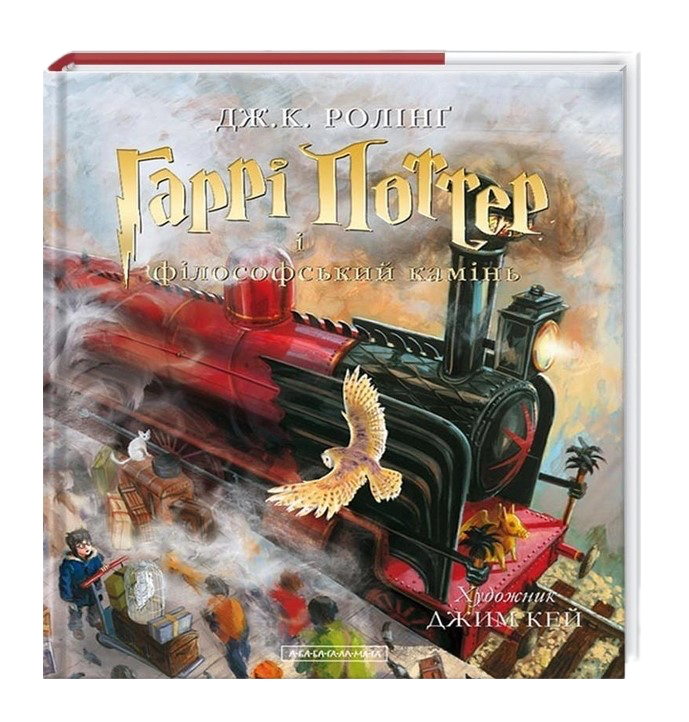 ДЖ.К. РОЛІНҐ
Гаррі Поттер
і
філософський камінь
Художник
ДЖИМ КЕЙ
А-БА-БА-ГА-ЛА-МА-ГА